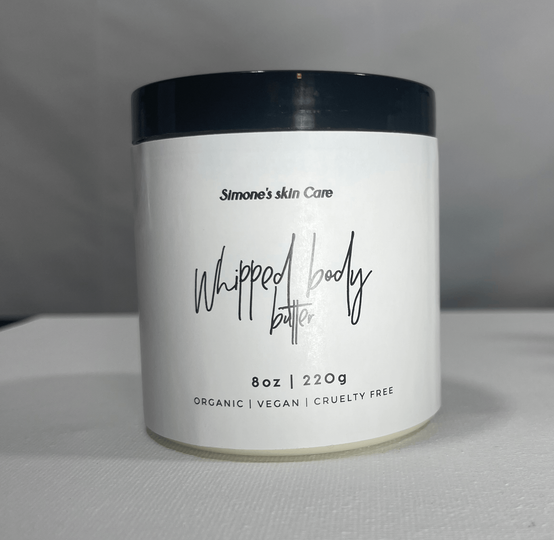 Simone's skin Care
Whipped body
butter
8oz | 220g
ORGANIC | VEGAN | CRUELTY FREE